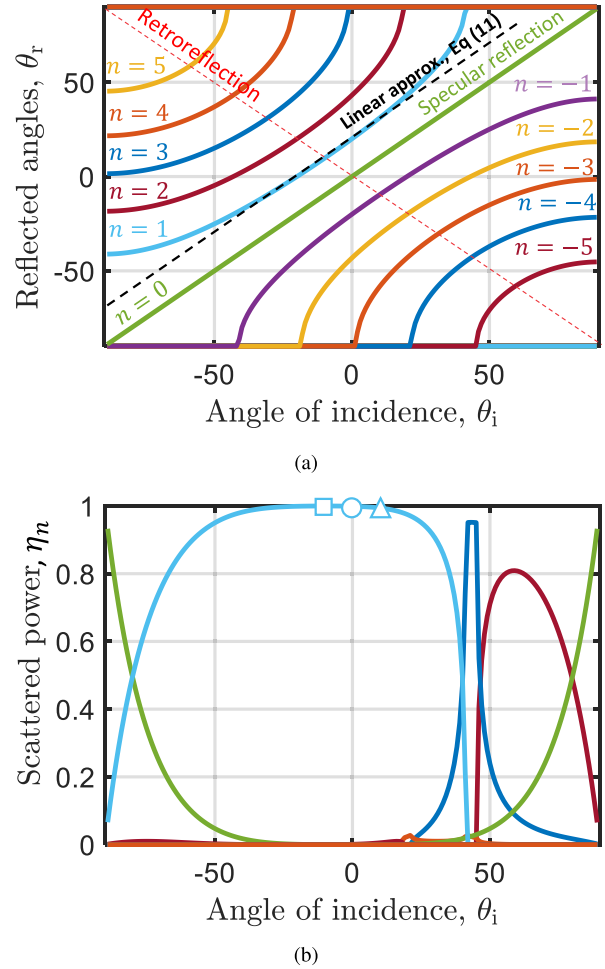 Retroreflection
Linear approx., Eq (11)
Specular reflection
n = 5
n = 4
n = 3
n = 2
n = 1
n = 0
n = −1
n = −2
n = −3
n = −4
n = −5
50
0
-50
Reflected angles, θr
-50
0
50
Angle of incidence, θi
(a)
1
0.8
0.6
0.4
0.2
0
Scattered power, ηn
-50
0
50
Angle of incidence, θi
(b)